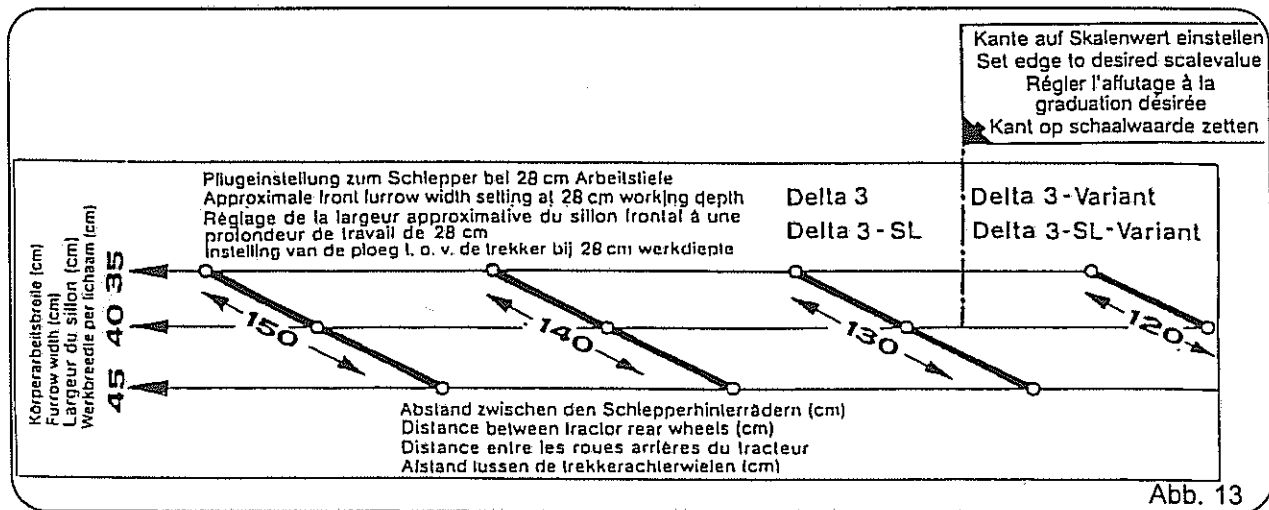 Kante auf Skalenwert einstellen
Set edge to desired scalevalue
Régler l'affutage à la
graduation désirée
Kant op schaalwaarde zetten
Pflugeinstellung zum Schlepper bei 28 cm Arbeitstiefe
Approximale front furrow width setting at 28 cm working depth
Réglage de la largeur approximative du sillon frontal à une
profondeur de travail de 28 cm
Instelling van de ploeg t. o. v. de trekker bij 28 cm werkdiepte
Delta 3
Delta 3-SL
Delta 3-Variant
Delta 3-SL-Variant
Körperarbeitsbreite (cm)
Furrow width (cm)
Largeur du sillon (cm)
Werkbreedte per lichaam (cm)
35
40
45
150
140
130
120
Abstand zwischen den Schlepperhinterrädern (cm)
Distance between tractor rear wheels (cm)
Distance entre les roues arrières du tracteur
Afstand tussen de trekkerachterwielen (cm)
Abb. 13